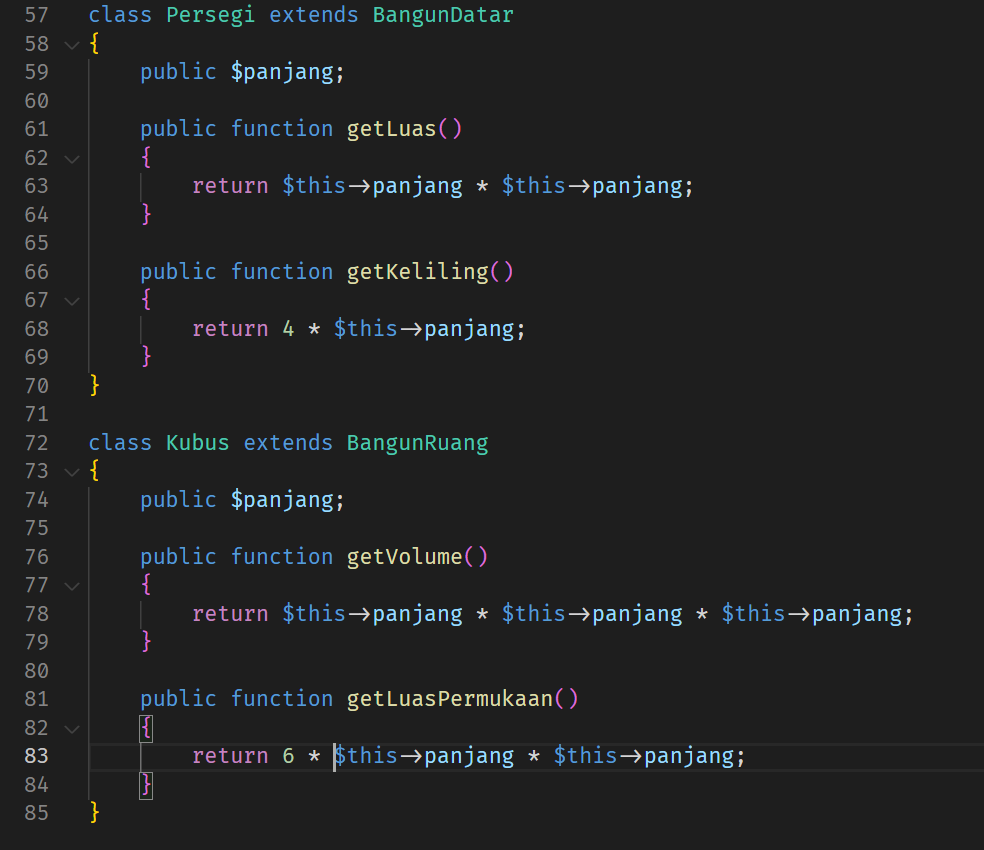 57 class Persegi extends BangunDatar
58 {
59     public $panjang;
60
61     public function getLuas()
62     {
63         return $this->panjang * $this->panjang;
64     }
65
66     public function getKeliling()
67     {
68         return 4 * $this->panjang;
69     }
70 }
71
72 class Kubus extends BangunRuang
73 {
74     public $panjang;
75
76     public function getVolume()
77     {
78         return $this->panjang * $this->panjang * $this->panjang;
79     }
80
81     public function getLuasPermukaan()
82     {
83         return 6 * $this->panjang * $this->panjang;
84     }
85 }